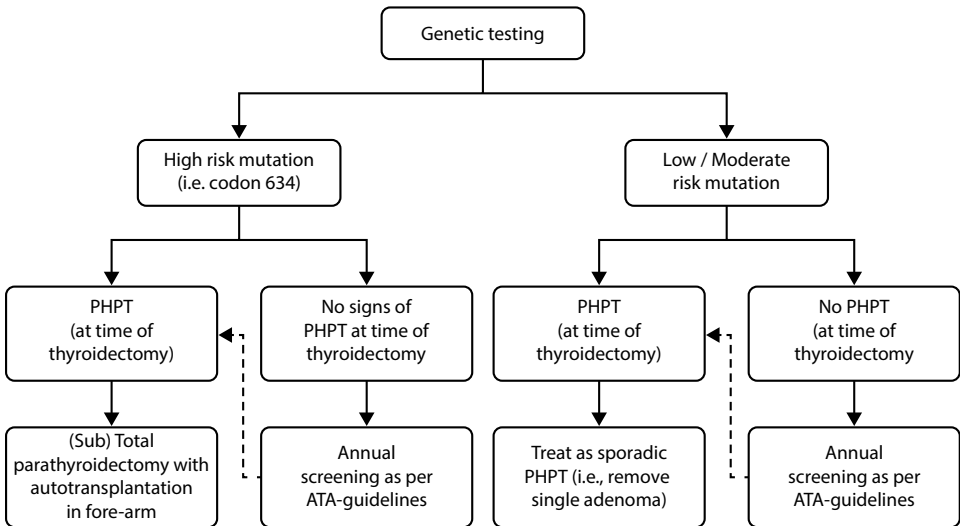 Genetic testing
High risk mutation
(i.e. codon 634)
Low / Moderate
risk mutation
PHPT
(at time of
thyroidectomy)
No signs of
PHPT at time of
thyroidectomy
PHPT
(at time of
thyroidectomy)
No PHPT
(at time of
thyroidectomy
(Sub) Total
parathyroidectomy with
autotransplantation
in fore-arm
Annual
screening as per
ATA-guidelines
Treat as sporadic
PHPT (i.e., remove
single adenoma)
Annual
screening as per
ATA-guidelines